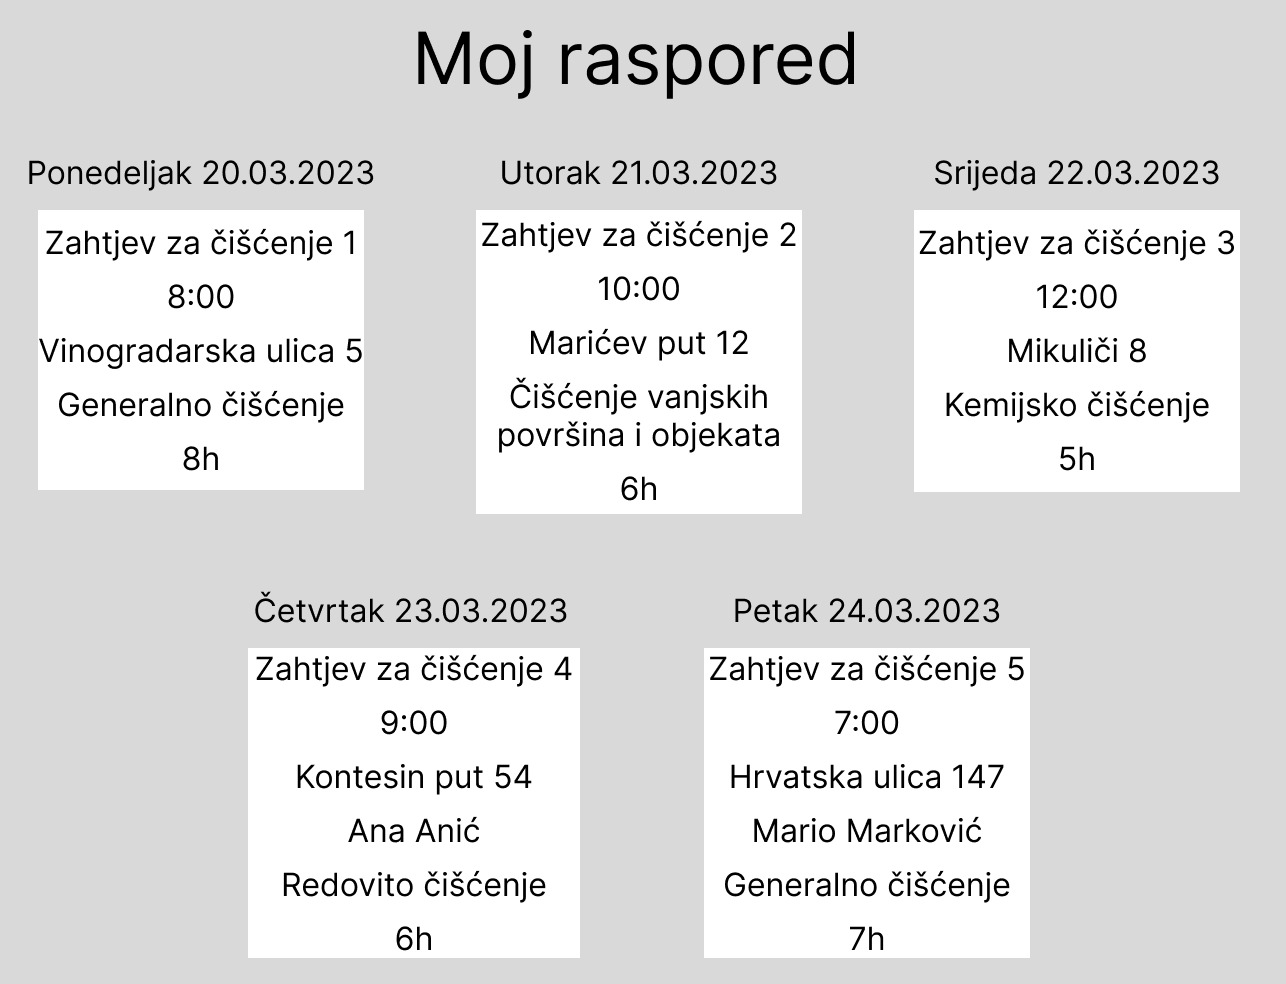 Moj raspored
Ponedeljak 20.03.2023
Zahtjev za čišćenje 1
8:00
Vinogradarska ulica 5
Generalno čišćenje
8h
Utorak 21.03.2023
Zahtjev za čišćenje 2
10:00
Marićev put 12
Čišćenje vanjskih
površina i objekata
6h
Srijeda 22.03.2023
Zahtjev za čišćenje 3
12:00
Mikuliči 8
Kemijsko čišćenje
5h
Četvrtak 23.03.2023
Zahtjev za čišćenje 4
9:00
Kontesin put 54
Ana Anić
Redovito čišćenje
6h
Petak 24.03.2023
Zahtjev za čišćenje 5
7:00
Hrvatska ulica 147
Mario Marković
Generalno čišćenje
7h